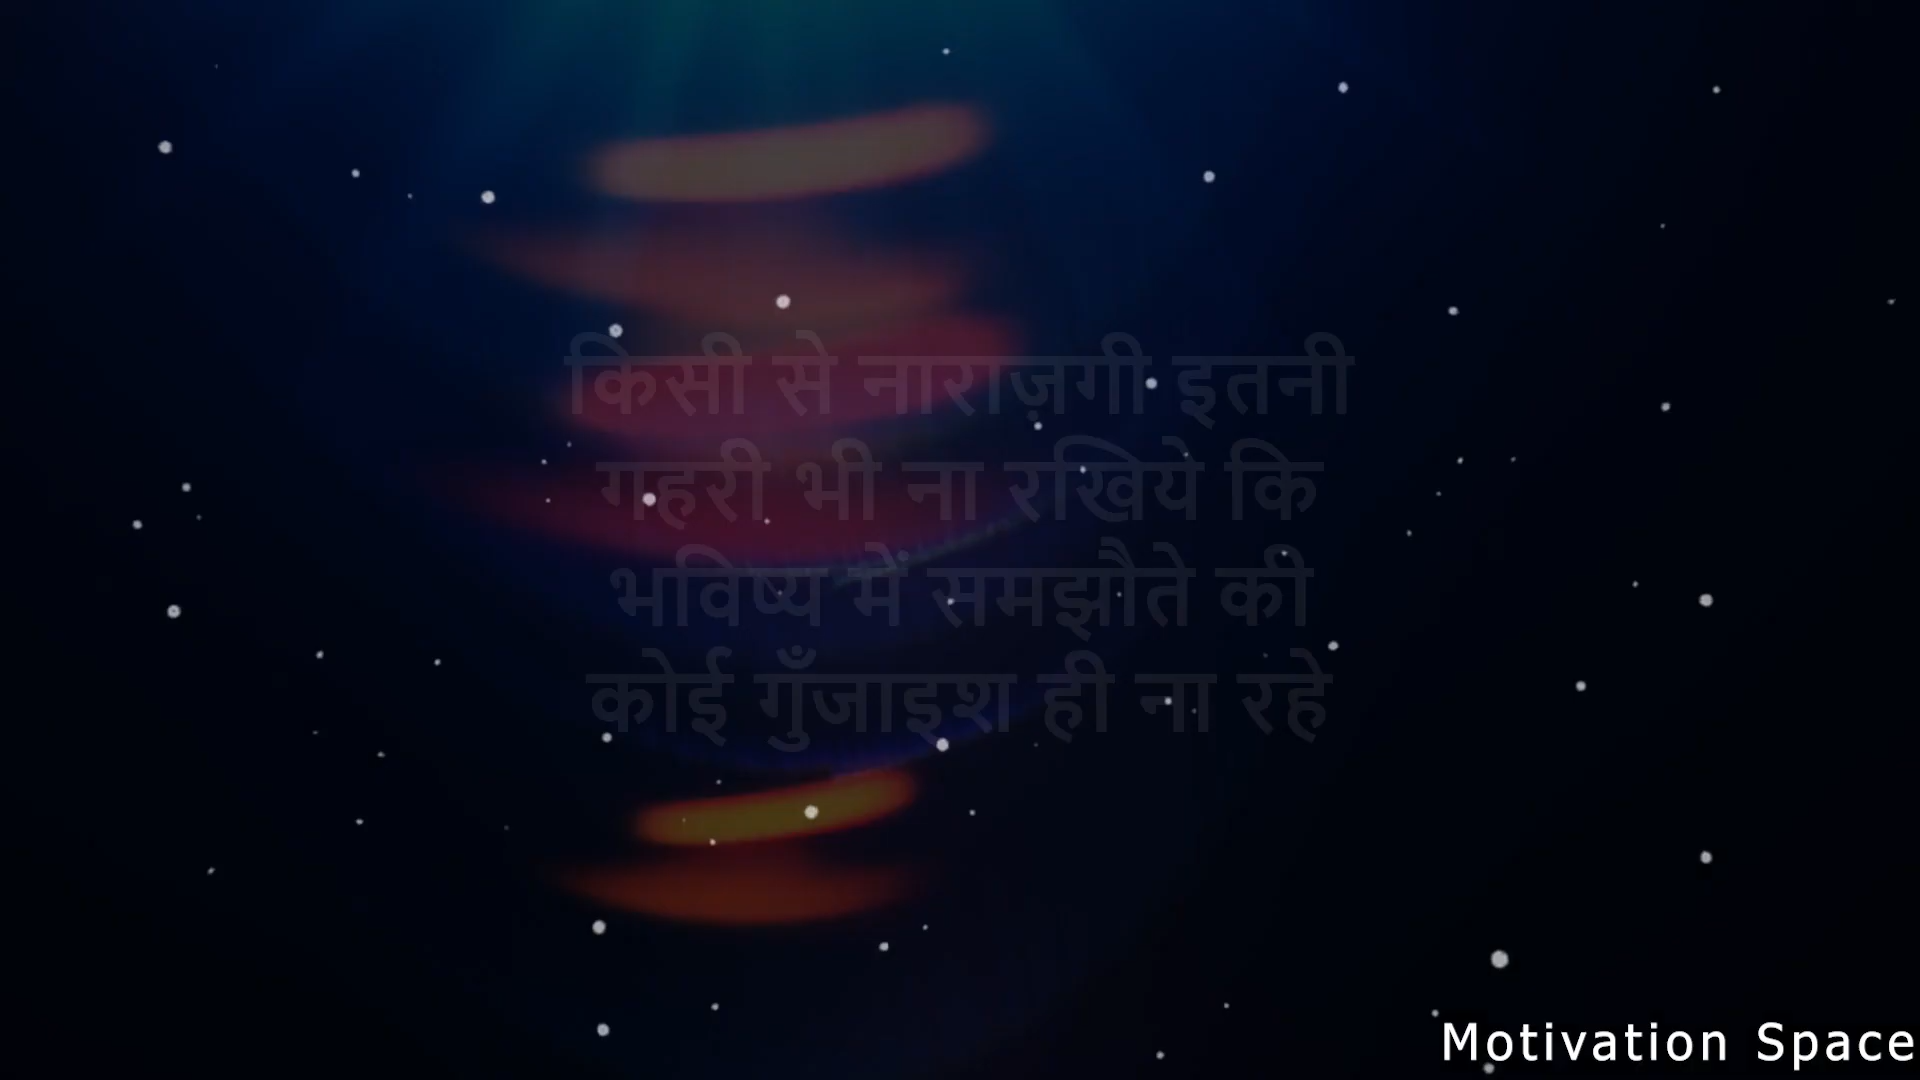 किसी से नाराज़गी इतनी
गहरी भी ना रखिये कि
भविष्य में समझौते की
कोई गुँजाइश ही ना रहे
Motivation Space